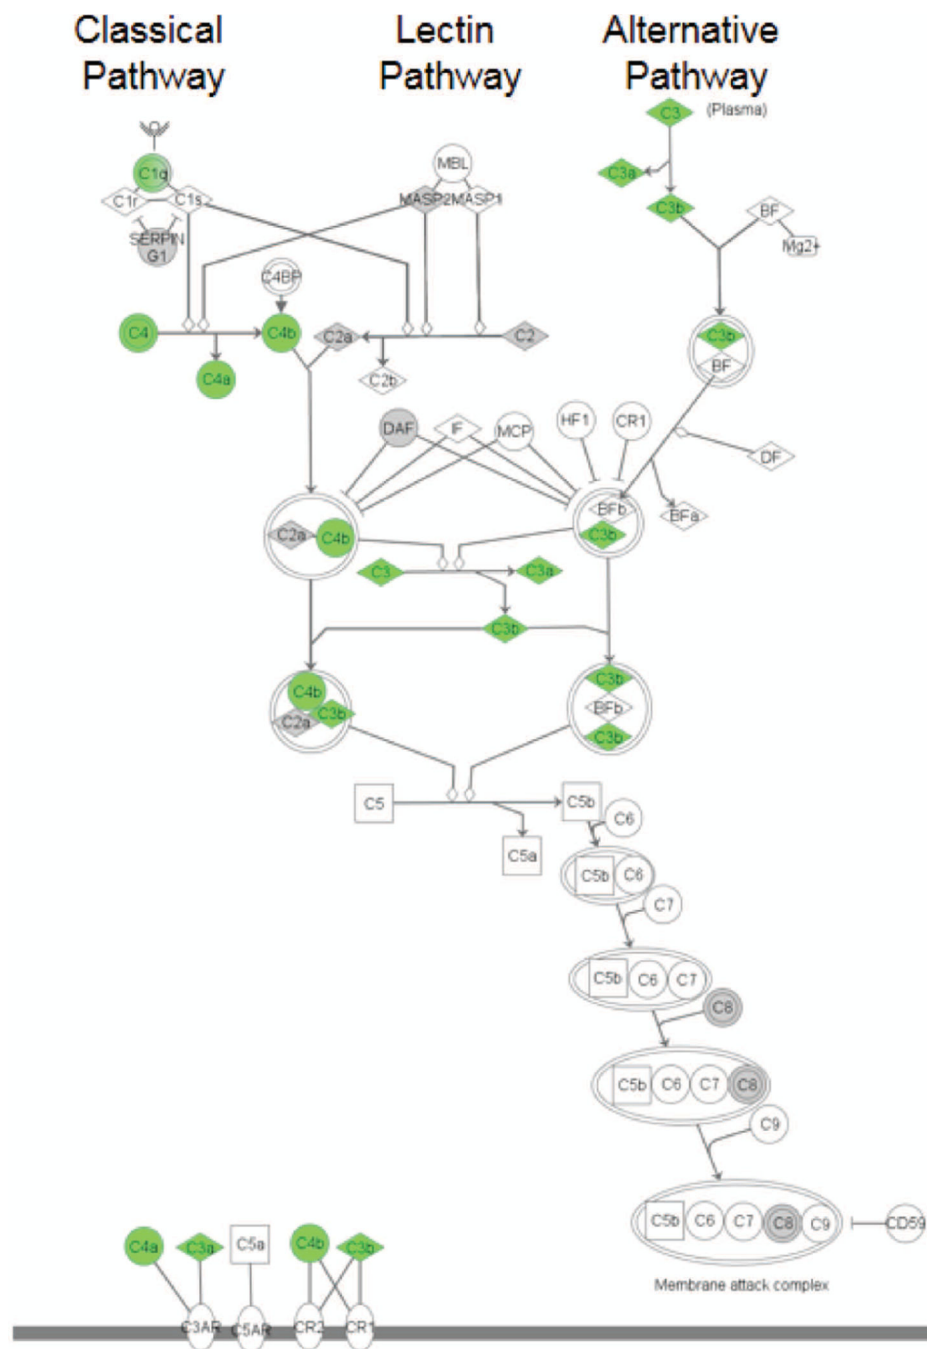 Classical
Pathway
Lectin
Pathway
Alternative
Pathway
C3
(Plasma)
C1q
C1r
C1s
SERPIN
G1
MBL
MASP2
MASP1
C3a
C3b
BF
Mg2+
C4BP
C4
C4b
C4a
C2a
C2
C2b
C3b
BF
DAF
IF
MCP
HF1
CR1
DF
BFb
BFa
C3b
C2a
C4b
C3
C3a
C3b
C4b
C2a
C3b
C3b
BFb
C3b
C5
C5b
C6
C5a
C5b
C6
C7
C5b
C6
C7
C8
C5b
C6
C7
C8
C9
C5b
C6
C7
C8
C9
CD59
Membrane attack complex
C4a
C3a
C5a
C4b
C3b
C3AR
C5AR
CR2
CR1